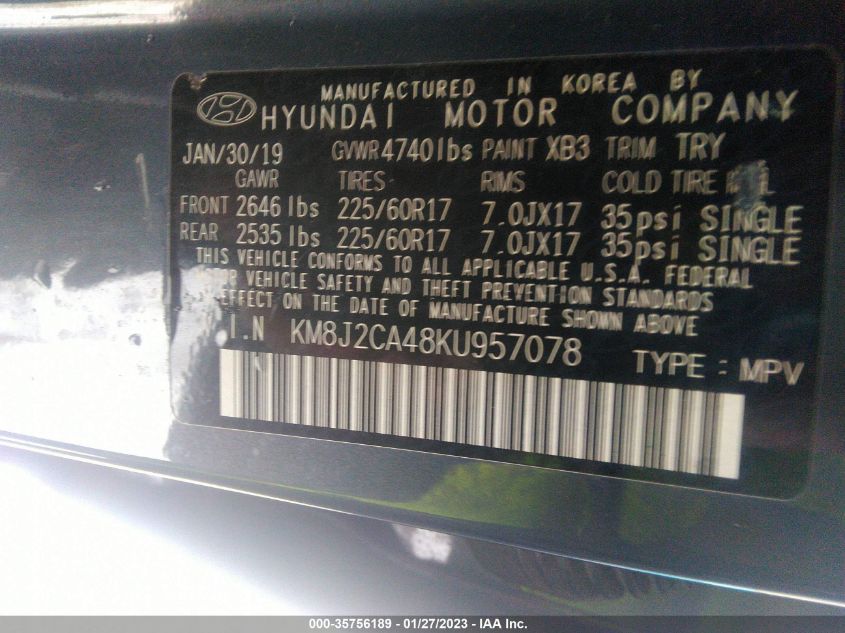 MANUFACTURED IN KOREA BY
HYUNDAI MOTOR COMPANY
JAN/30/19 GVWR 4740lbs PAINT XB3 TRIM TRY
GAWR TIRES RIMS COLD TIRE
FRONT 2646 lbs 225/60R17 7.0JX17 35psi SINGLE
REAR 2535 lbs 225/60R17 7.0JX17 35psi SINGLE
THIS VEHICLE CONFORMS TO ALL APPLICABLE U.S.A. FEDERAL
VEHICLE SAFETY AND THEFT PREVENTION STANDARDS
EFFECT ON THE DATE OF MANUFACTURE SHOWN ABOVE
I.N KM8J2CA48KU957078 TYPE : MPV
000-35756189 - 01/27/2023 - IAA Inc.